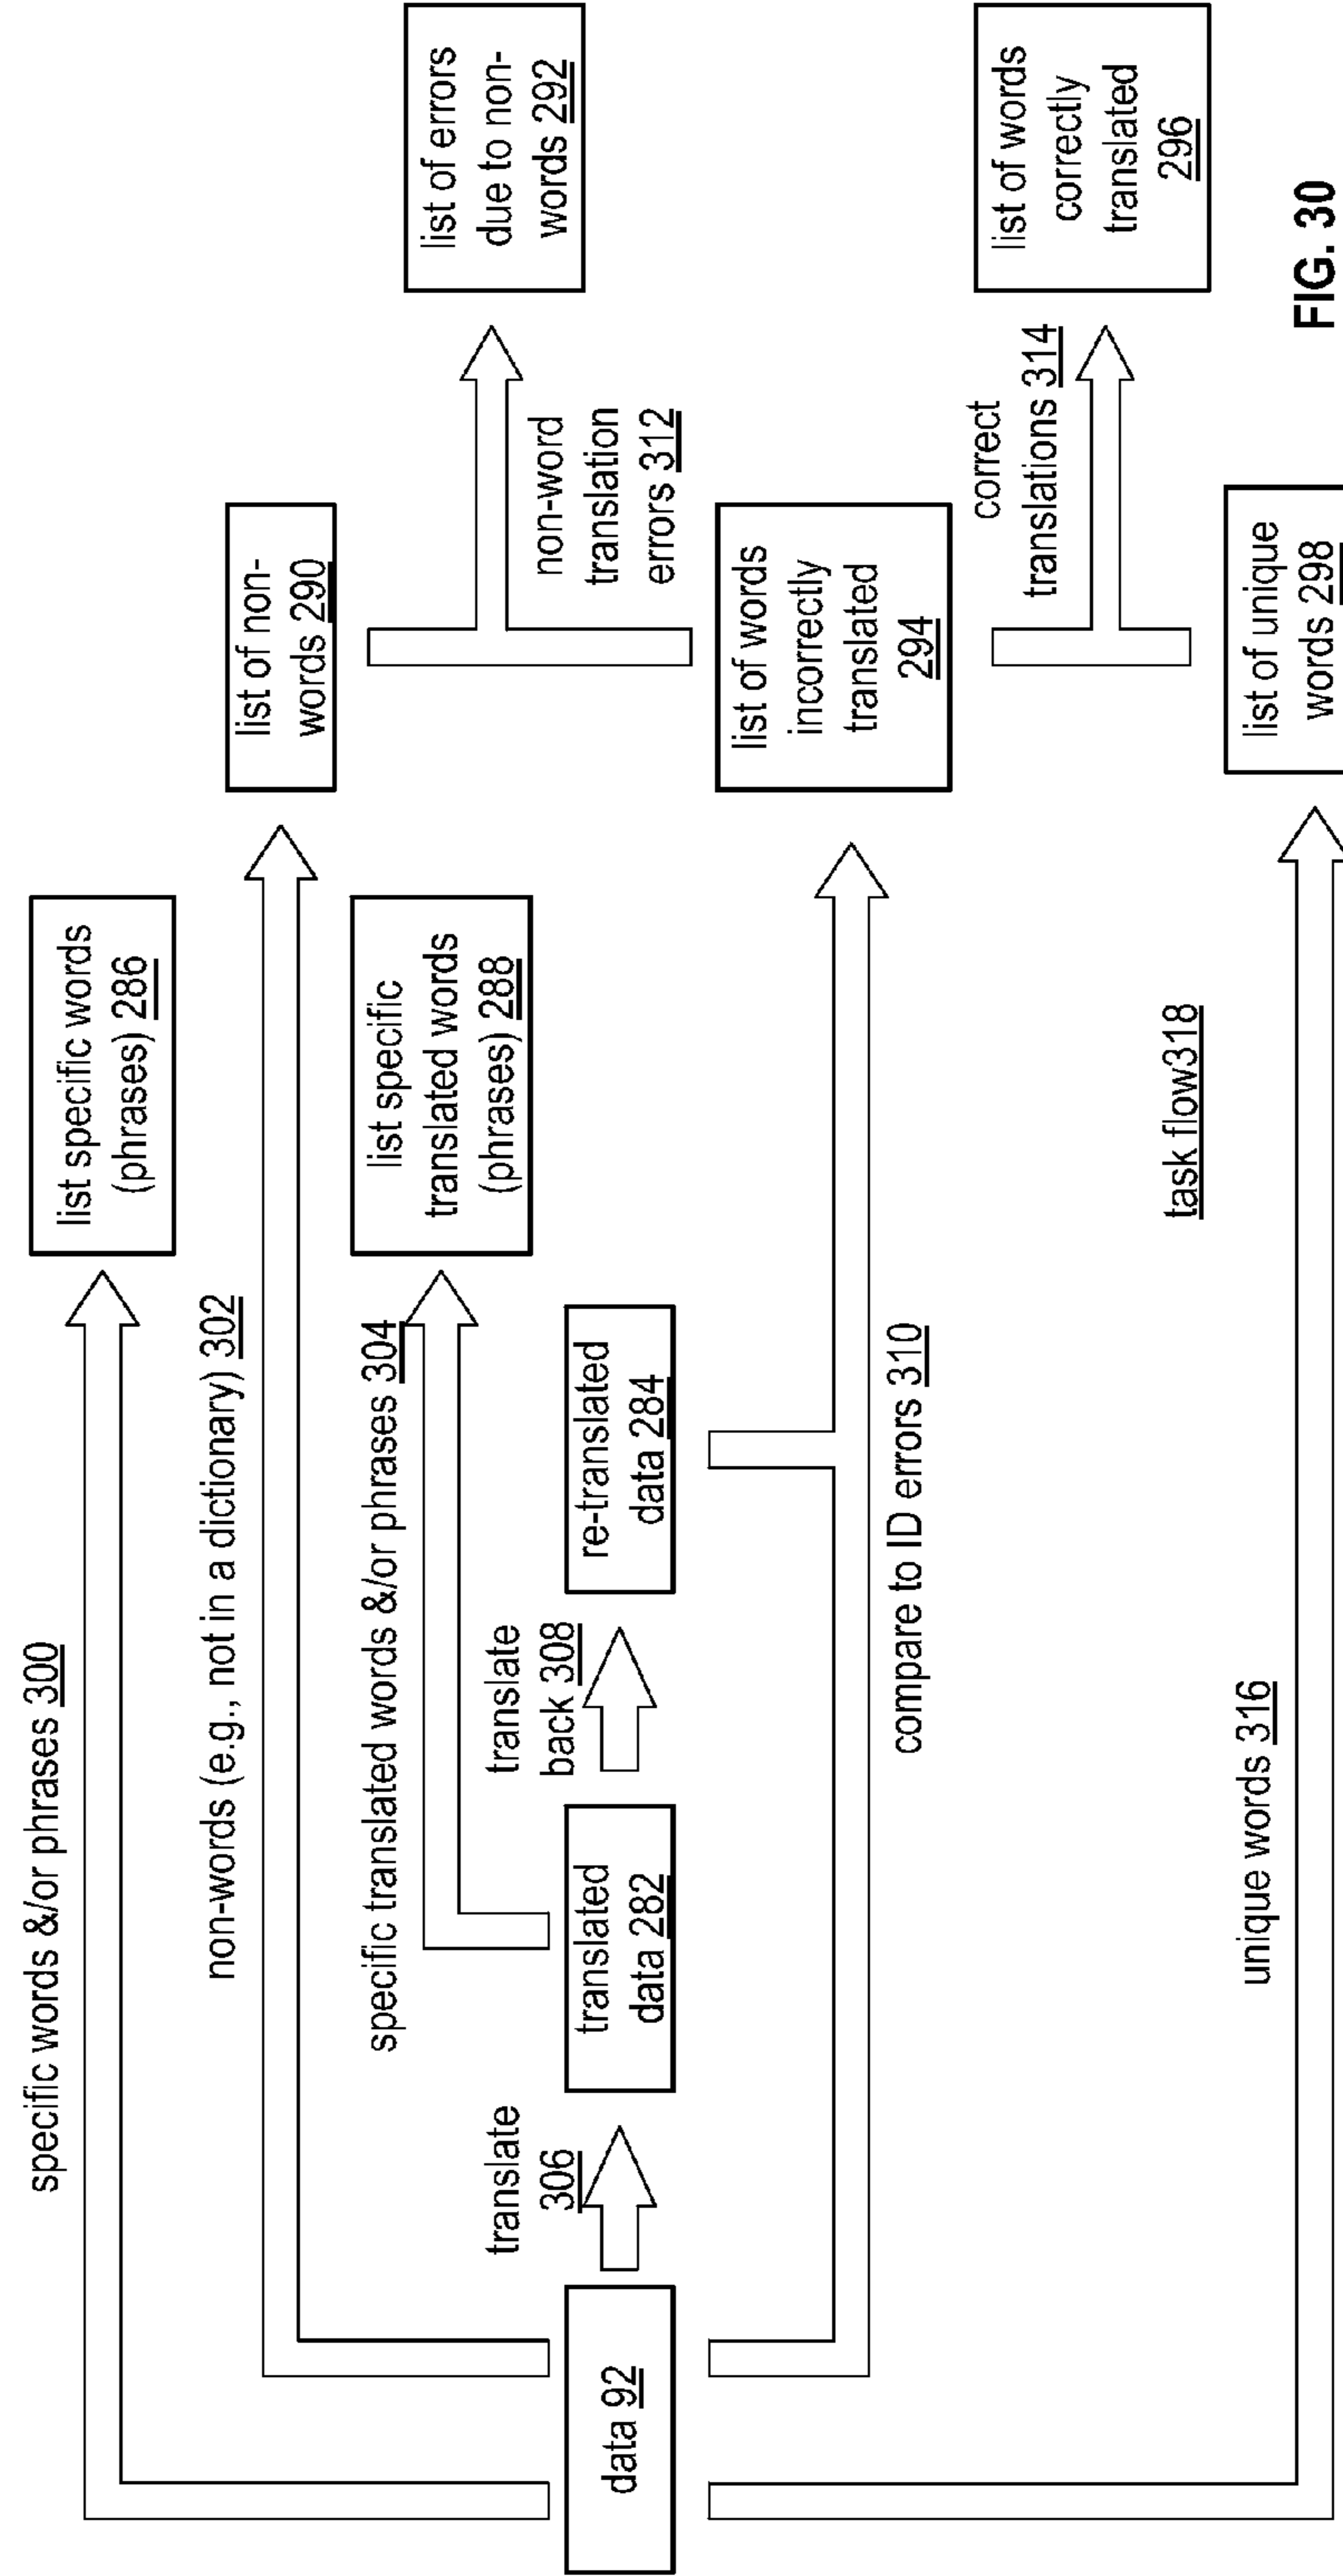 specific words &/or phrases 300
list specific words
(phrases) 286
non-words (e.g., not in a dictionary) 302
list of non-
words 290
specific translated words &/or phrases 304
list specific
translated words
(phrases) 288
list of errors
due to non-
words 292
non-word
translation
errors 312
translate
306
translate
back 308
data 92
translated
data 282
re-translated
data 284
list of words
incorrectly
translated
294
compare to ID errors 310
correct
translations 314
list of words
correctly
translated
296
task flow318
unique words 316
list of unique
words 298
FIG. 30